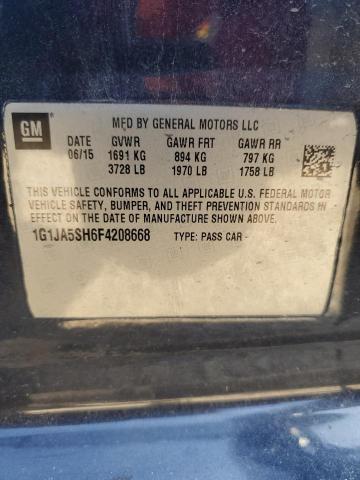 GM
MFD BY GENERAL MOTORS LLC
DATE GVWR GAWR FRT GAWR RR
06/15 1691 KG 894 KG 797 KG
3728 LB 1970 LB 1758 LB
THIS VEHICLE CONFORMS TO ALL APPLICABLE U.S. FEDERAL MOTOR
VEHICLE SAFETY, BUMPER, AND THEFT PREVENTION STANDARDS IN
EFFECT ON THE DATE OF MANUFACTURE SHOWN ABOVE.
1G1JA5SH6F4208668 TYPE: PASS CAR -